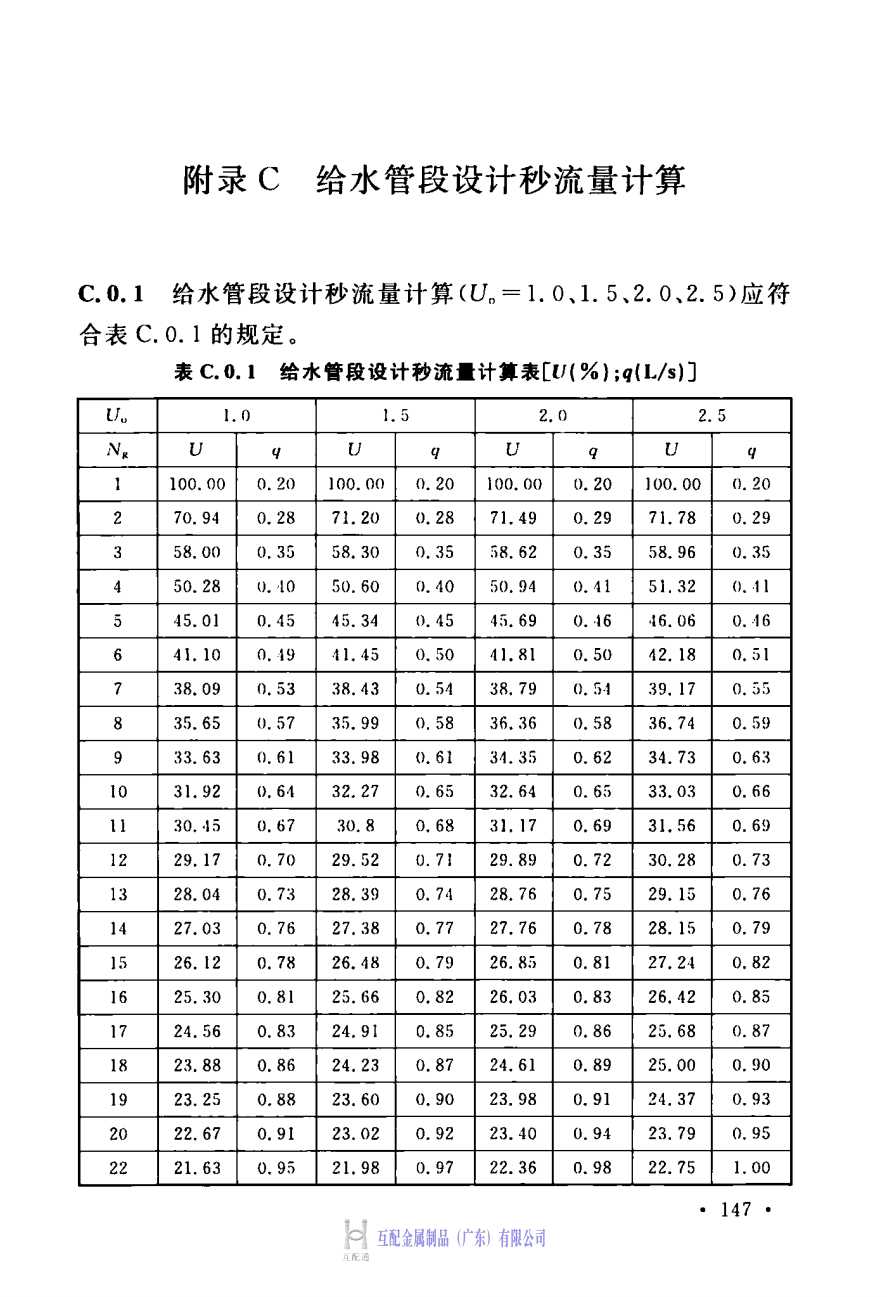 附录 C 给水管段设计秒流量计算
C.0.1 给水管段设计秒流量计算(U。=1.0、1.5、2.0、2.5)应符
合表 C.0.1 的规定。
表 C.0.1 给水管段设计秒流量计算表[U(%);q(L/s)]
Uo 1.0 1.5 2.0 2.5
Ng U q U q U q U q
1 100.00 0.20 100.00 0.20 100.00 0.20 100.00 0.20
2 70.94 0.28 71.20 0.28 71.49 0.29 71.78 0.29
3 58.00 0.35 58.30 0.35 58.62 0.35 58.96 0.35
4 50.28 0.40 50.60 0.40 50.94 0.41 51.32 0.41
5 45.01 0.45 45.34 0.45 45.69 0.46 46.06 0.46
6 41.10 0.49 41.45 0.50 41.81 0.50 42.18 0.51
7 38.09 0.53 38.43 0.54 38.79 0.54 39.17 0.55
8 35.65 0.57 35.99 0.58 36.36 0.58 36.74 0.59
9 33.63 0.61 33.98 0.61 34.35 0.62 34.73 0.63
10 31.92 0.64 32.27 0.65 32.64 0.65 33.03 0.66
11 30.45 0.67 30.8 0.68 31.17 0.69 31.56 0.69
12 29.17 0.70 29.52 0.71 29.89 0.72 30.28 0.73
13 28.04 0.73 28.39 0.74 28.76 0.75 29.15 0.76
14 27.03 0.76 27.38 0.77 27.76 0.78 28.15 0.79
15 26.12 0.78 26.48 0.79 26.85 0.81 27.24 0.82
16 25.30 0.81 25.66 0.82 26.03 0.83 26.42 0.85
17 24.56 0.83 24.91 0.85 25.29 0.86 25.68 0.87
18 23.88 0.86 24.23 0.87 24.61 0.89 25.00 0.90
19 23.25 0.88 23.60 0.90 23.98 0.91 24.37 0.93
20 22.67 0.91 23.02 0.92 23.40 0.94 23.79 0.95
22 21.63 0.95 21.98 0.97 22.36 0.98 22.75 1.00
• 147 •
互配金属制品（广东）有限公司
互配通